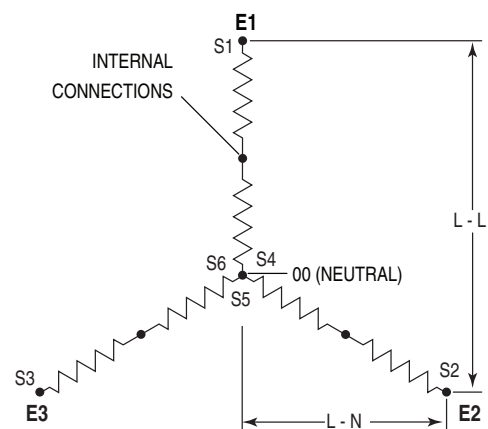 E1
S1
INTERNAL
CONNECTIONS
L - L
S6
S4
00 (NEUTRAL)
S5
S3
S2
E3
L - N
E2